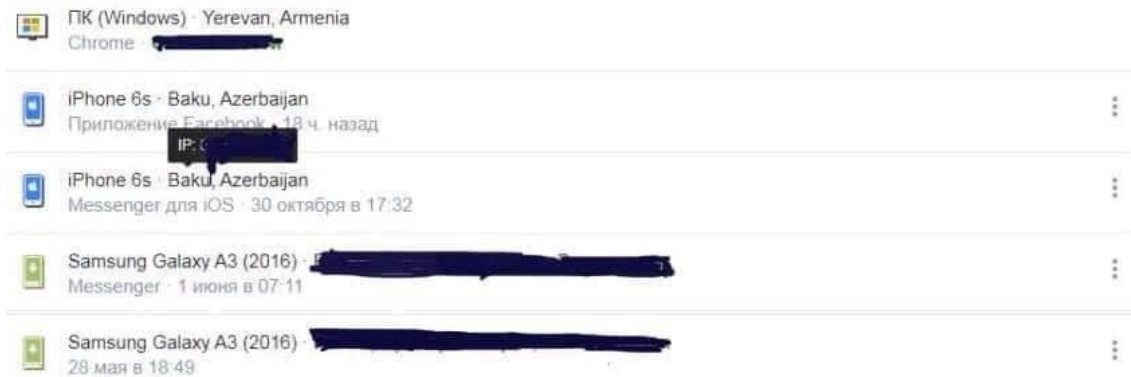 ПК (Windows) · Yerevan, Armenia
Chrome ·
iPhone 6s · Baku, Azerbaijan
Приложение Facebook · 18 ч. назад
IP:
iPhone 6s · Baku, Azerbaijan
Messenger для iOS · 30 октября в 17:32
Samsung Galaxy A3 (2016) ·
Messenger · 1 июня в 07:11
Samsung Galaxy A3 (2016) ·
28 мая в 18:49